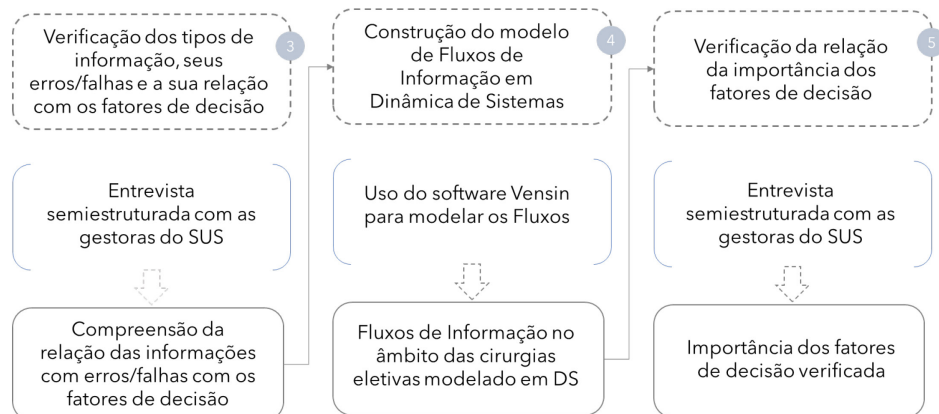 Verificação dos tipos de
informação, seus
erros/falhas e a sua relação
com os fatores de decisão
3
Entrevista
semiestruturada com as
gestoras do SUS
Compreensão da
relação das informações
com erros/falhas com os
fatores de decisão
Construção do modelo
de Fluxos de
Informação em
Dinâmica de Sistemas
4
Uso do software Vensin
para modelar os Fluxos
Fluxos de Informação no
âmbito das cirurgias
eletivas modelado em DS
Verificação da relação
da importância dos
fatores de decisão
5
Entrevista
semiestruturada com as
gestoras do SUS
Importância dos fatores
de decisão verificada